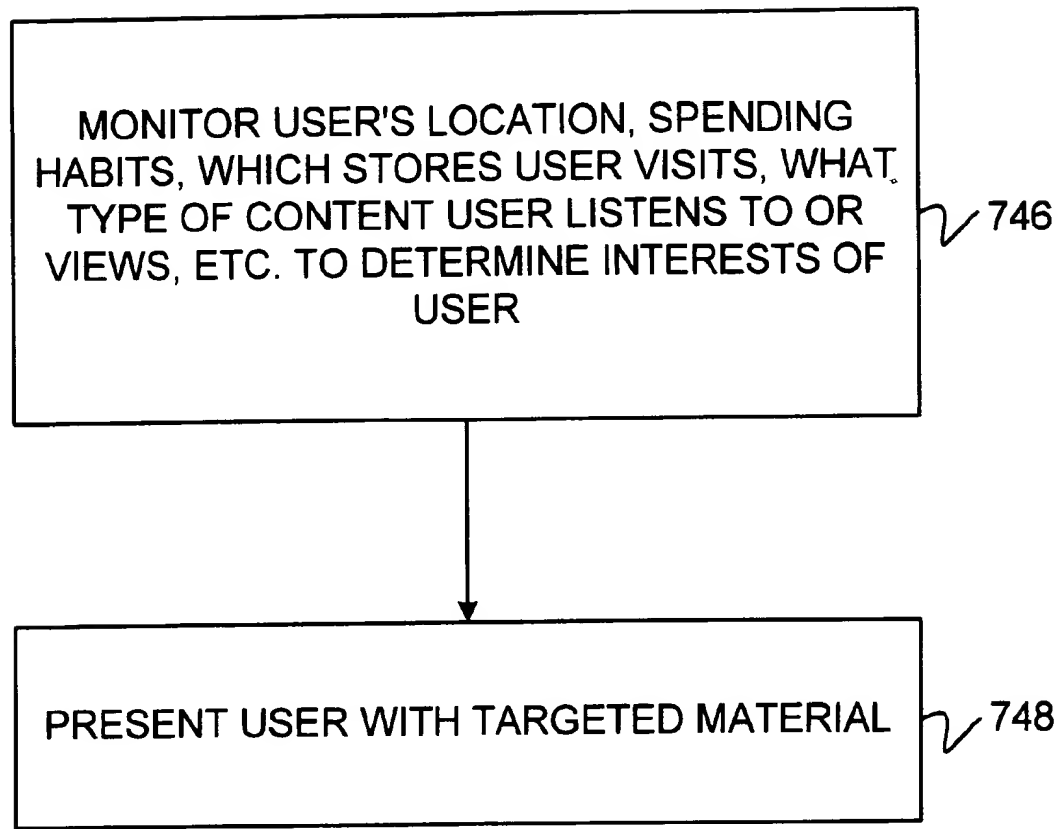 MONITOR USER'S LOCATION, SPENDING
HABITS, WHICH STORES USER VISITS, WHAT
TYPE OF CONTENT USER LISTENS TO OR
VIEWS, ETC. TO DETERMINE INTERESTS OF
USER
746
PRESENT USER WITH TARGETED MATERIAL
748